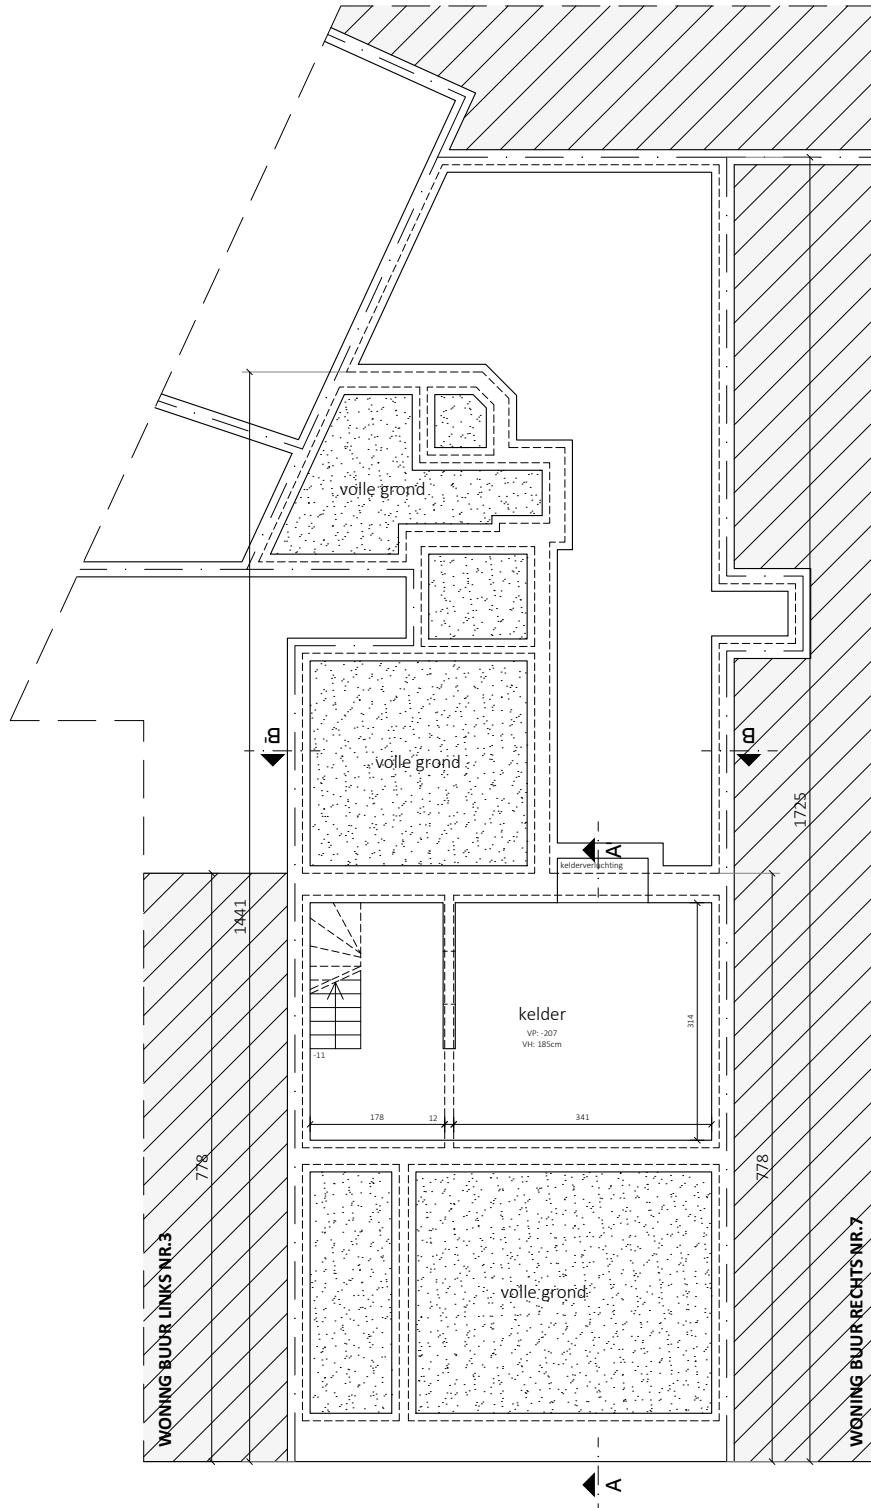 volle grond
B'
B
volle grond
1725
A'
kelderverluchting
1441
kelder
VP: -207
VH: 185cm
314
-11
178
12
341
778
778
WONING BUUR LINKS NR.3
WONING BUUR RECHTS NR.7
volle grond
A